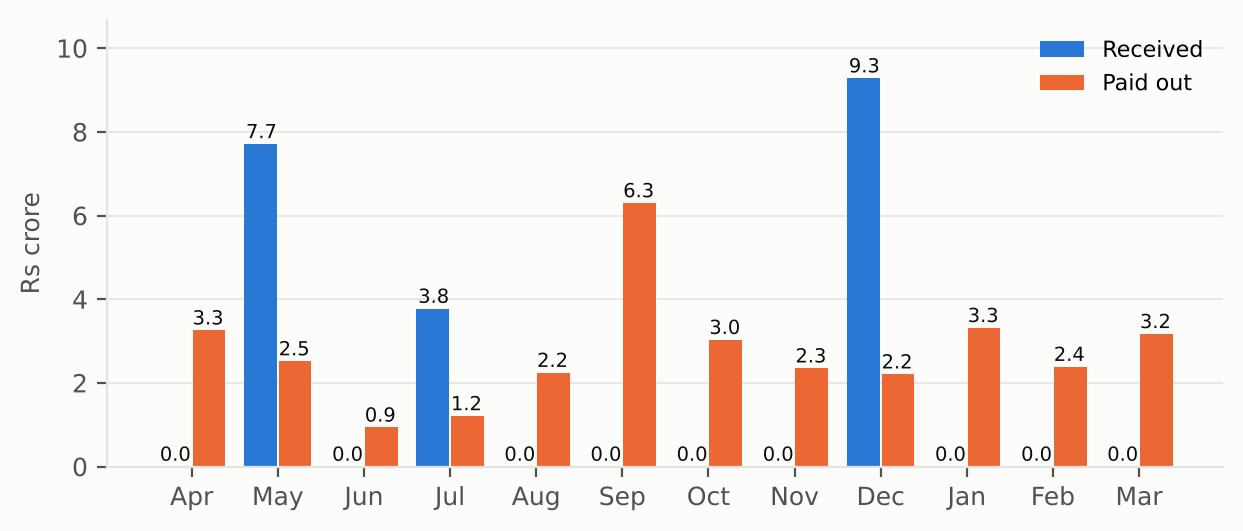 Rs crore
10
8
6
4
2
0
Received
Paid out
0.0 3.3 7.7 2.5 0.0 0.9 3.8 1.2 0.0 2.2 0.0 6.3 0.0 3.0 0.0 2.3 9.3 2.2 0.0 3.3 0.0 2.4 0.0 3.2
Apr May Jun Jul Aug Sep Oct Nov Dec Jan Feb Mar